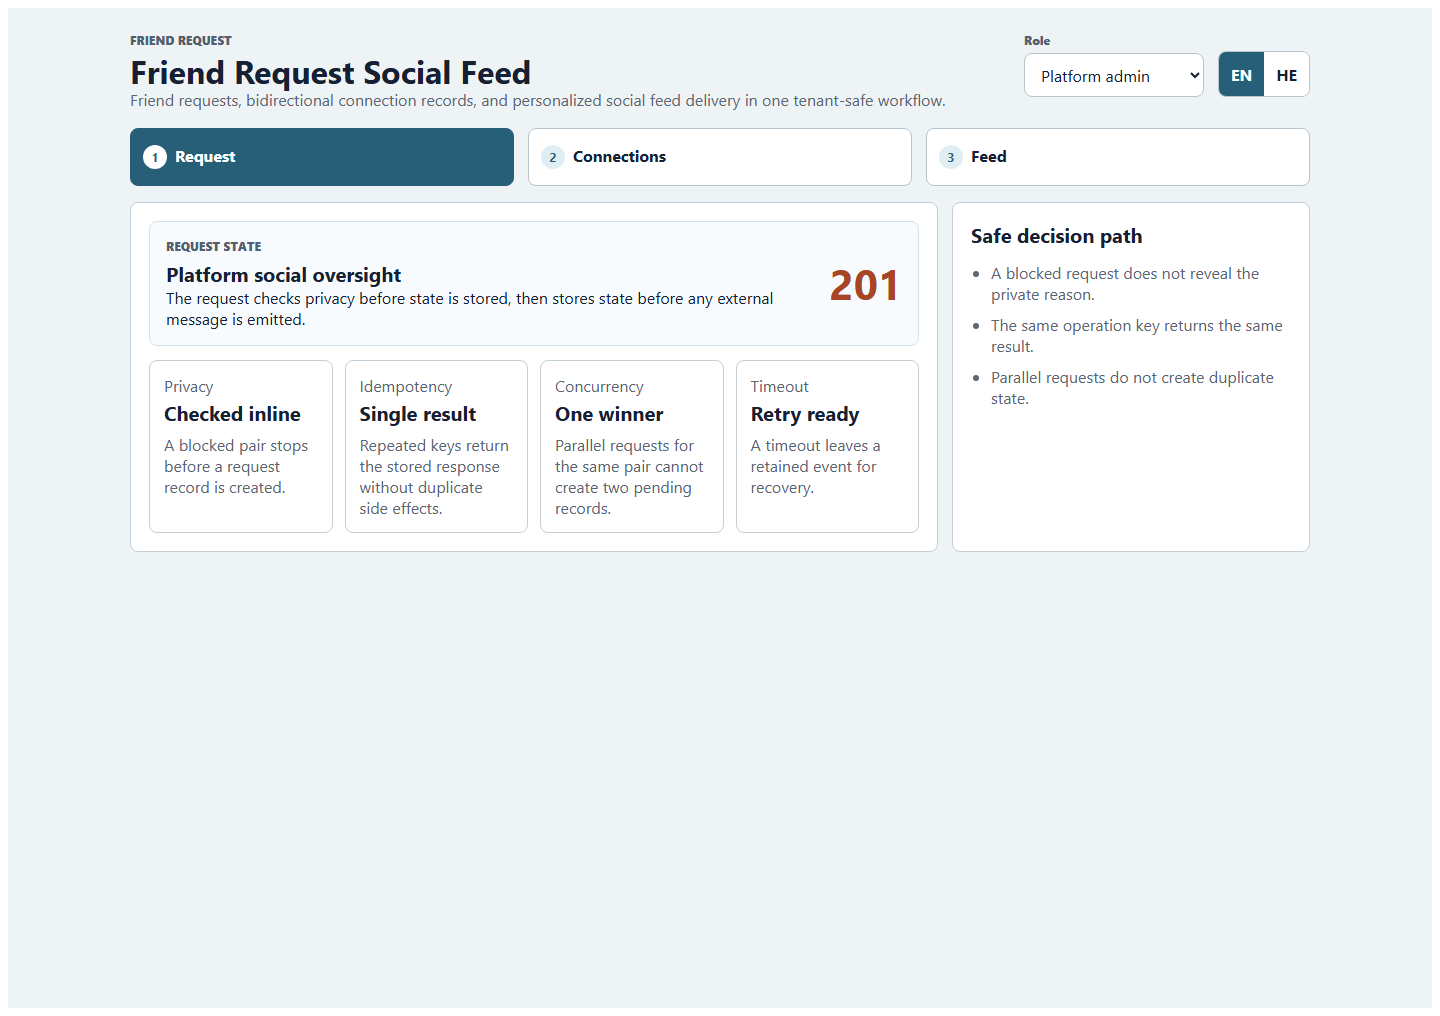 FRIEND REQUEST
Friend Request Social Feed
Friend requests, bidirectional connection records, and personalized social feed delivery in one tenant-safe workflow.
Role
Platform admin
EN
HE
1 Request
2 Connections
3 Feed
REQUEST STATE
Platform social oversight
The request checks privacy before state is stored, then stores state before any external
message is emitted.
201
Privacy
Checked inline
A blocked pair stops
before a request
record is created.
Idempotency
Single result
Repeated keys return
the stored response
without duplicate
side effects.
Concurrency
One winner
Parallel requests for
the same pair cannot
create two pending
records.
Timeout
Retry ready
A timeout leaves a
retained event for
recovery.
Safe decision path
A blocked request does not reveal the
private reason.
The same operation key returns the same
result.
Parallel requests do not create duplicate
state.